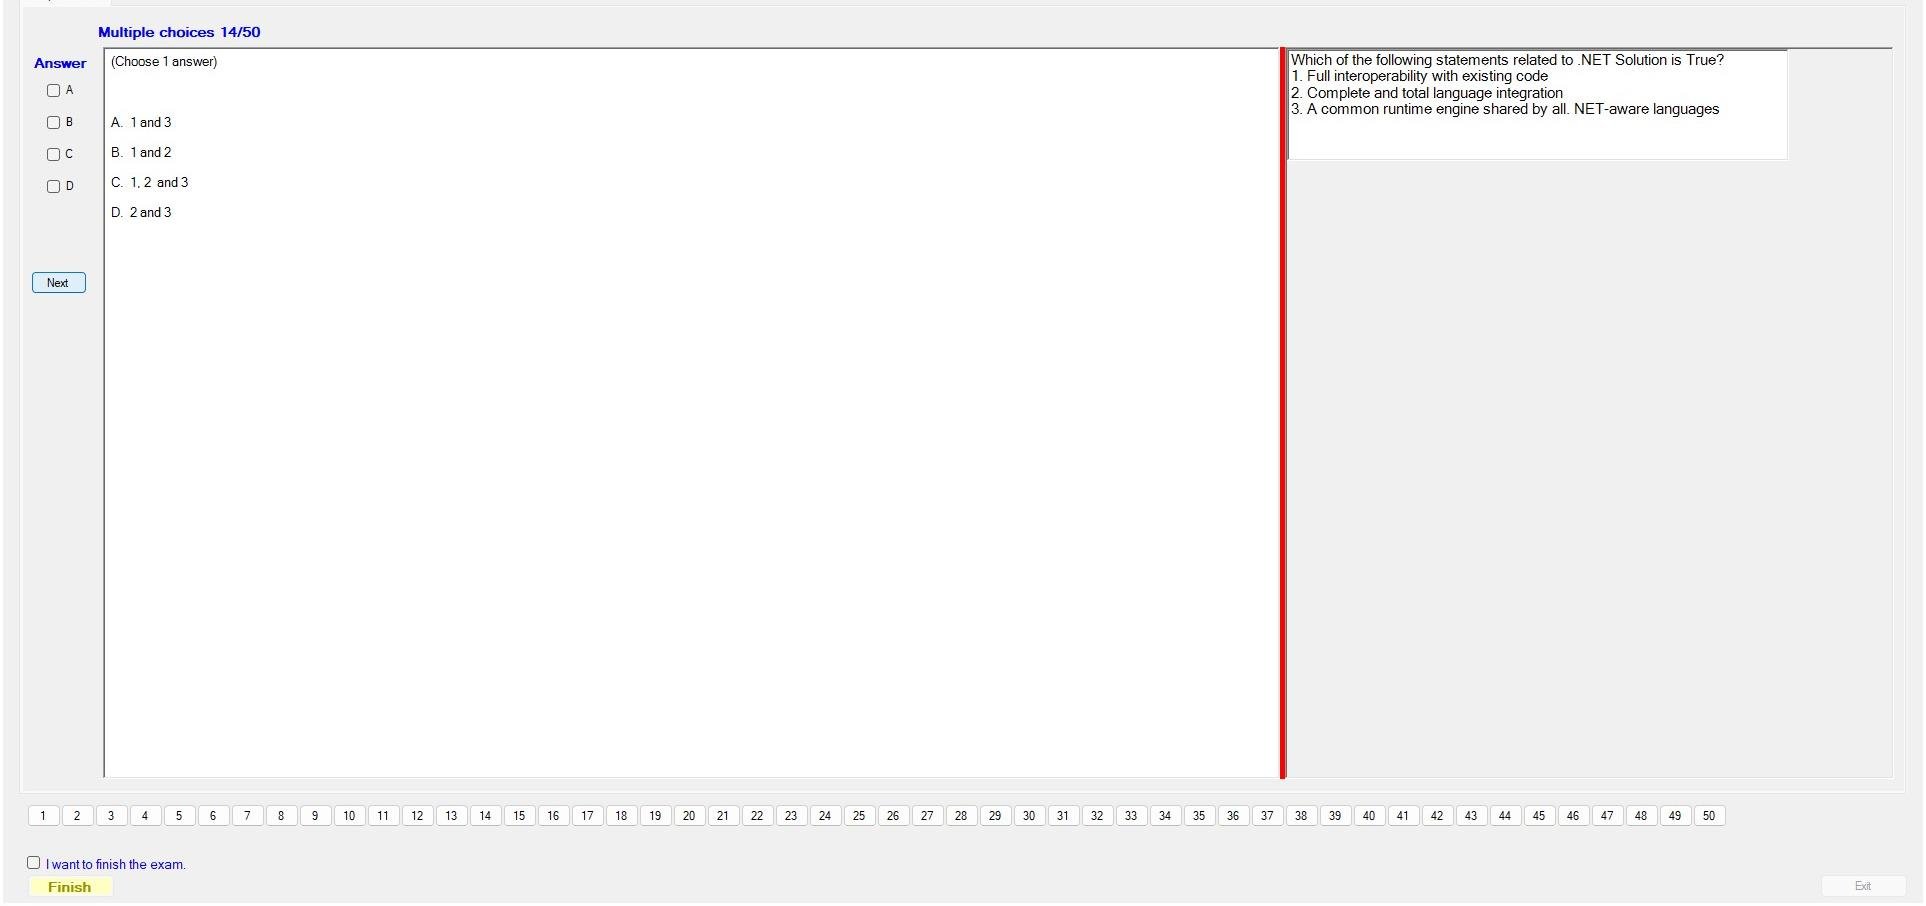 Multiple choices 14/50
Answer
A
B
C
D
Next
(Choose 1 answer)
A. 1 and 3
B. 1 and 2
C. 1, 2 and 3
D. 2 and 3
Which of the following statements related to .NET Solution is True?
1. Full interoperability with existing code
2. Complete and total language integration
3. A common runtime engine shared by all. NET-aware languages
1 2 3 4 5 6 7 8 9 10 11 12 13 14 15 16 17 18 19 20 21 22 23 24 25 26 27 28 29 30 31 32 33 34 35 36 37 38 39 40 41 42 43 44 45 46 47 48 49 50
I want to finish the exam.
Finish
Exit